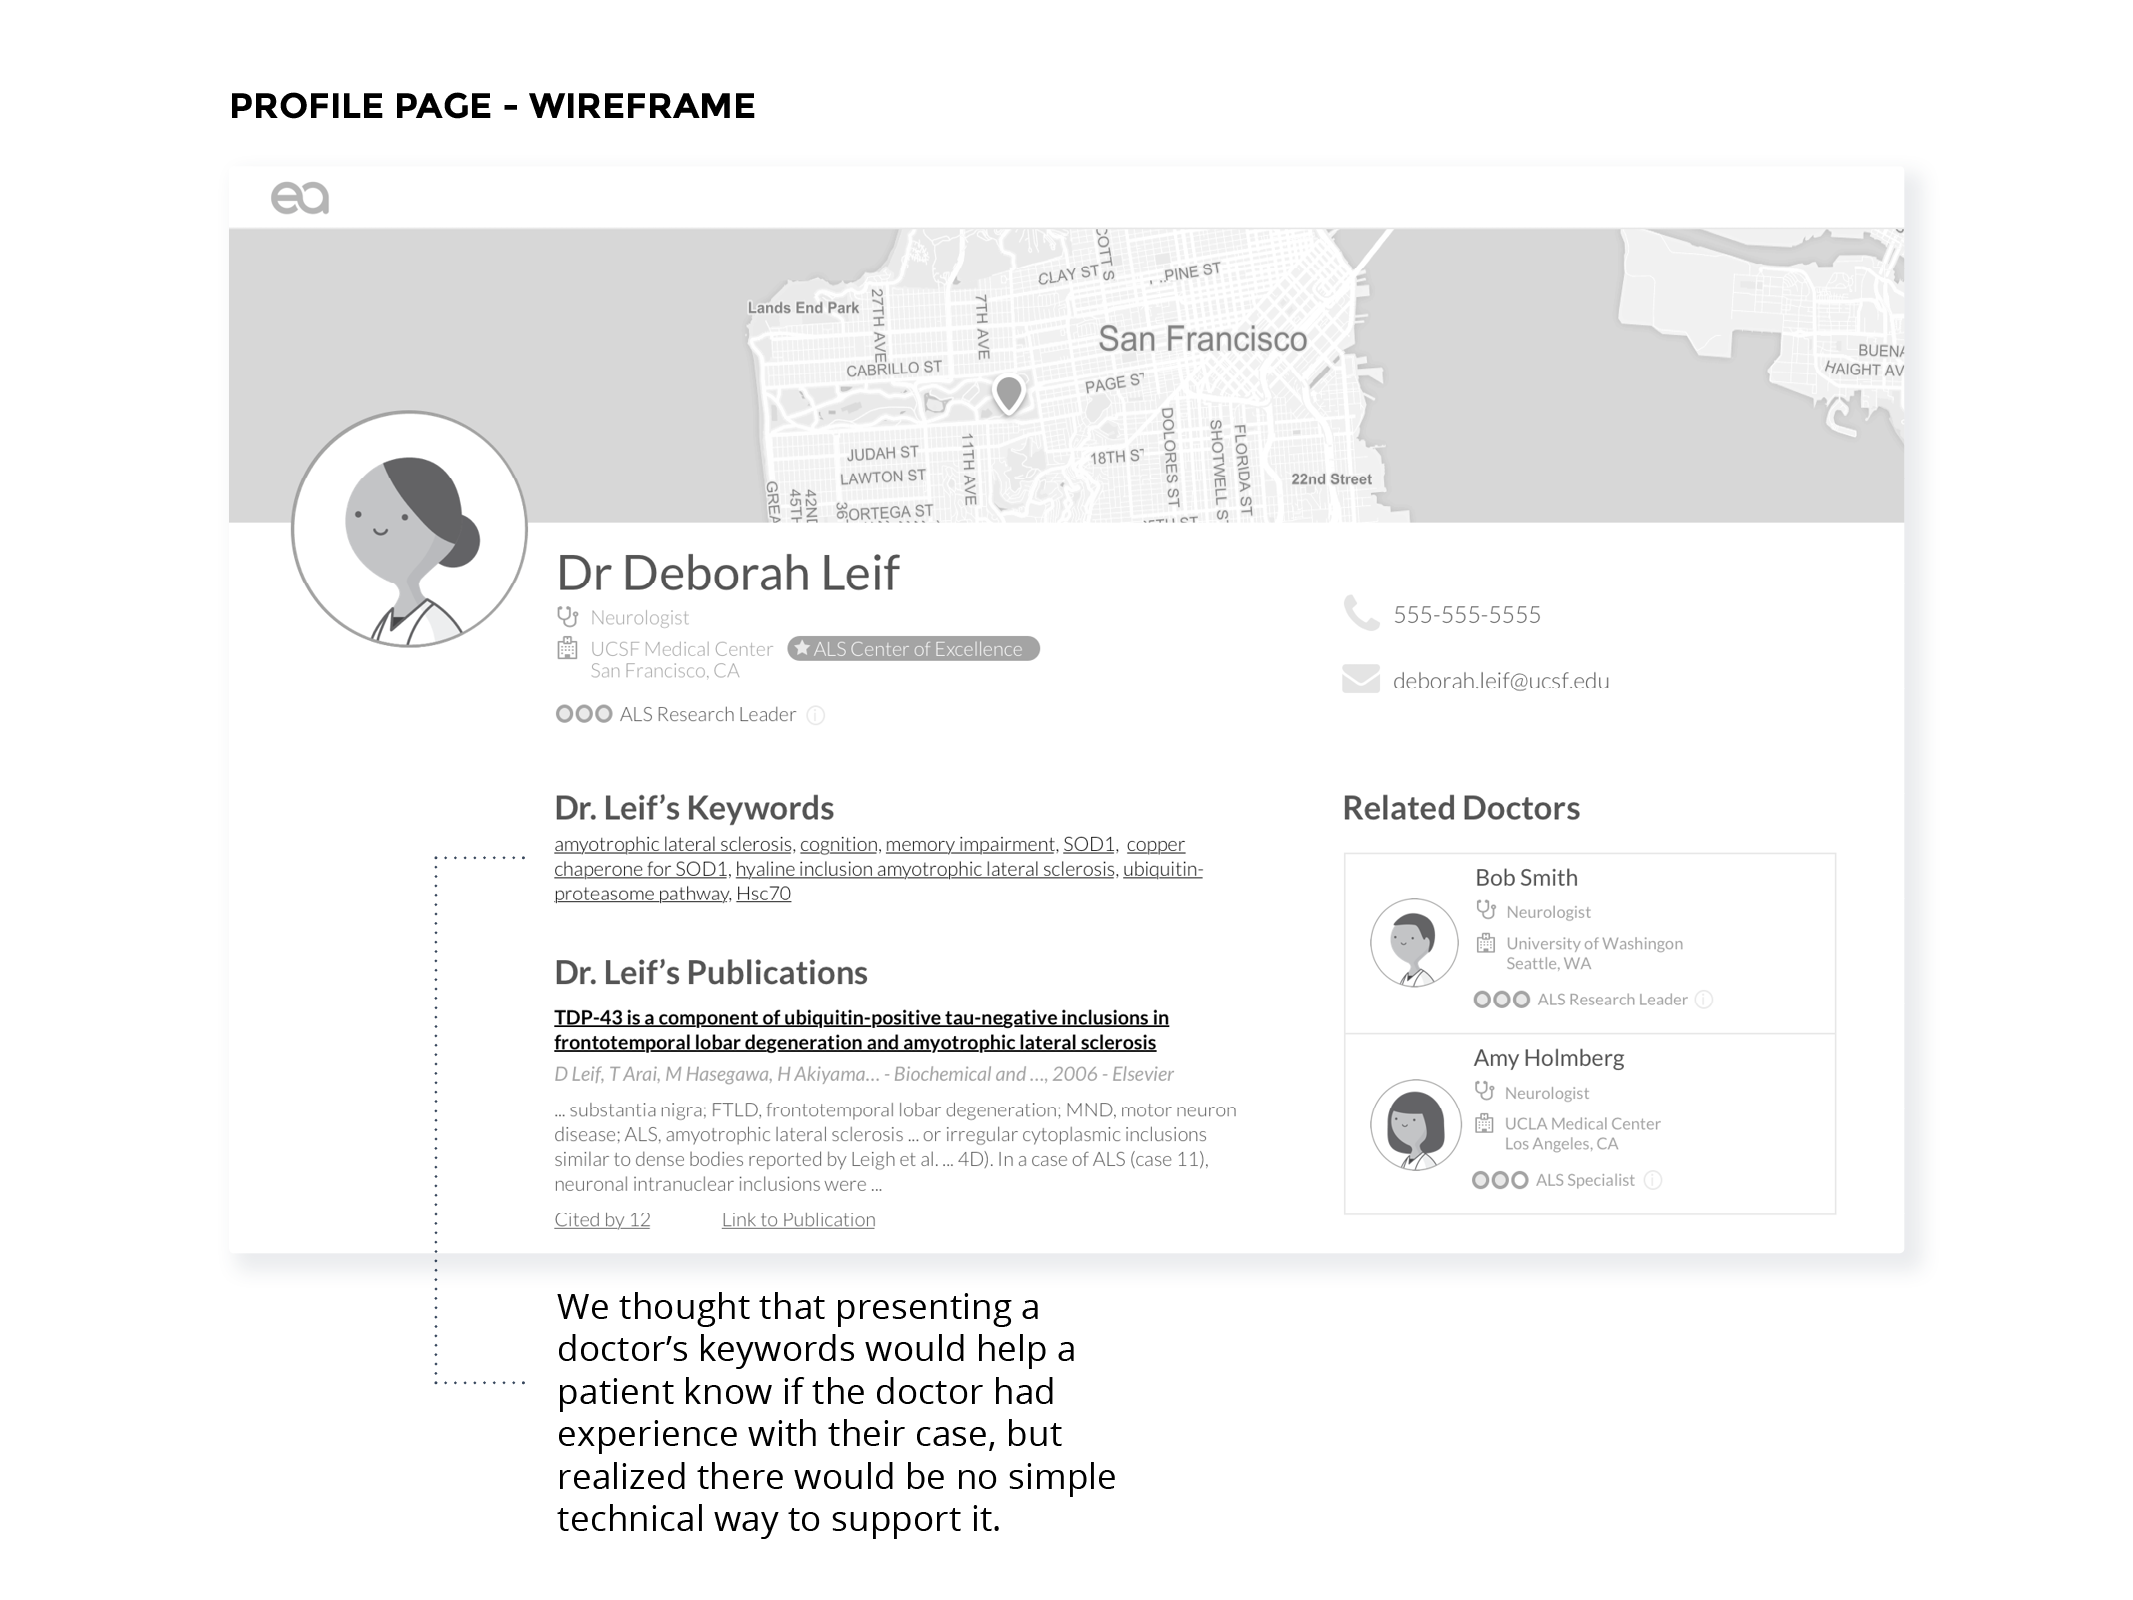 PROFILE PAGE - WIREFRAME
ea
CLAY ST
PINE ST
Lands End Park
27TH AVE
7TH AVE
San Francisco
CABRILLO ST
PAGE ST
BUENA
HAIGHT AV
JUDAH ST
LAWTON ST
11TH AVE
18TH ST
DOLORES ST
SHOTWELL S
FLORIDA ST
22nd Street
GREA
45TH
42ND
36
ORTEGA ST
Dr Deborah Leif
Neurologist
UCSF Medical Center
ALS Center of Excellence
San Francisco, CA
ALS Research Leader
555-555-5555
deborah.leif@ucsf.edu
Dr. Leif’s Keywords
amyotrophic lateral sclerosis, cognition, memory impairment, SOD1, copper
chaperone for SOD1, hyaline inclusion amyotrophic lateral sclerosis, ubiquitin-
proteasome pathway, Hsc70
Dr. Leif’s Publications
TDP-43 is a component of ubiquitin-positive tau-negative inclusions in
frontotemporal lobar degeneration and amyotrophic lateral sclerosis
D Leif, T Arai, M Hasegawa, H Akiyama... - Biochemical and ..., 2006 - Elsevier
... substantia nigra; FTLD, frontotemporal lobar degeneration; MND, motor neuron
disease; ALS, amyotrophic lateral sclerosis ... or irregular cytoplasmic inclusions
similar to dense bodies reported by Leigh et al. ... 4D). In a case of ALS (case 11),
neuronal intranuclear inclusions were ...
Cited by 12
Link to Publication
Related Doctors
Bob Smith
Neurologist
University of Washingon
Seattle, WA
ALS Research Leader
Amy Holmberg
Neurologist
UCLA Medical Center
Los Angeles, CA
ALS Specialist
We thought that presenting a
doctor’s keywords would help a
patient know if the doctor had
experience with their case, but
realized there would be no simple
technical way to support it.